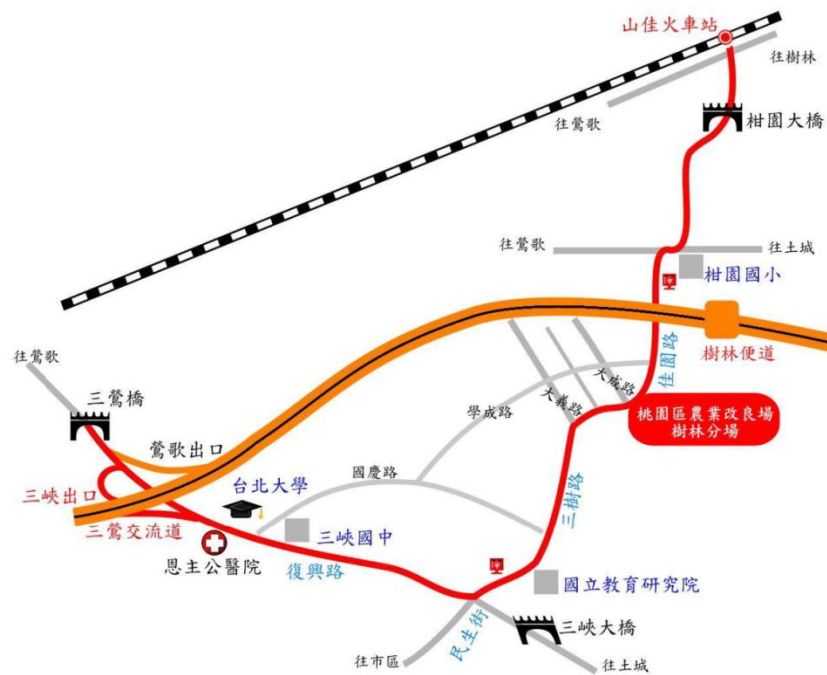 山佳火車站
往樹林
往鶯歌
柑園大橋
往鶯歌
往土城
柑園國小
樹林便道
佳園路
往鶯歌
三鶯橋
大成路
大義路
學成路
桃園區農業改良場
樹林分場
鶯歌出口
三峽出口
台北大學
國慶路
三樹路
三鶯交流道
三峽國中
恩主公醫院
復興路
國立教育研究院
民生街
三峽大橋
往市區
往土城